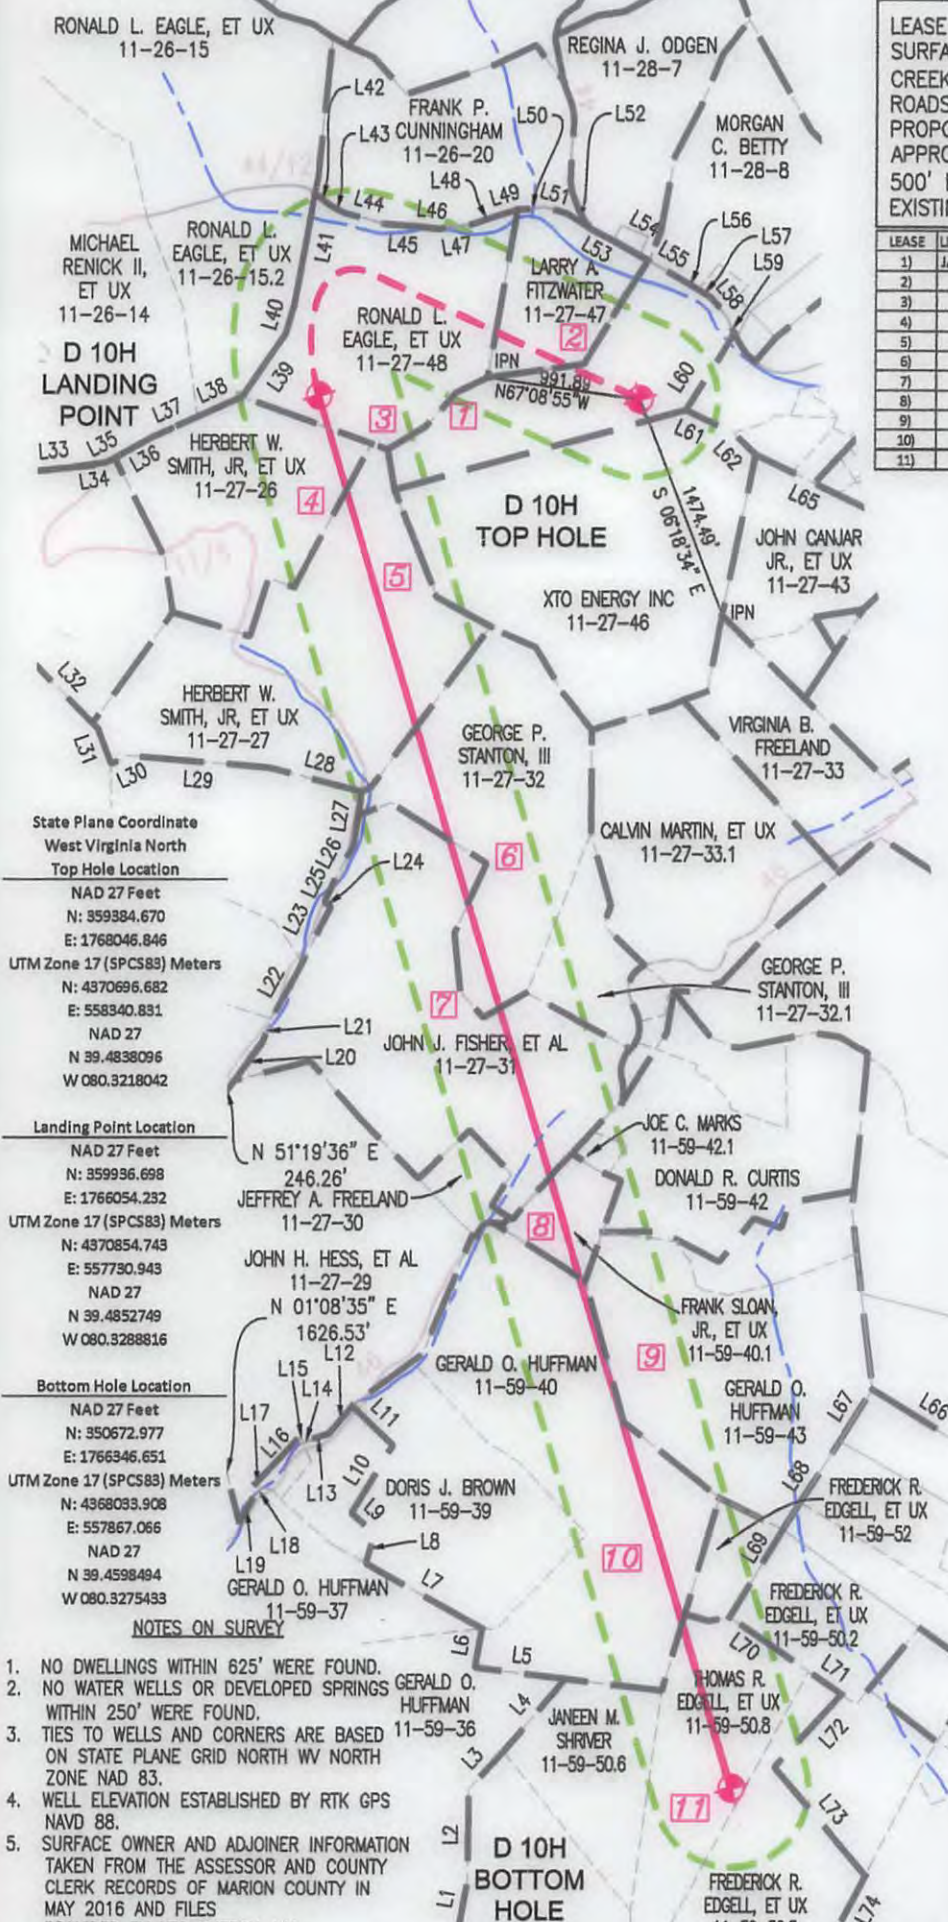 RONALD L. EAGLE, ET UX
11-26-15
REGINA J. ODGEN
11-28-7
LEASE
SURFA
CREEK
ROADS
PROPO
APPRO
500'
EXISTI
L42
FRANK P.
L43 CUNNINGHAM
11-26-20
L50
L52
MORGAN
C. BETTY
11-28-8
L44
L48
L49
L51
L46
L45
L47
L53
L54
L55
L56
L57
L58
L59
LEASE
1)
2)
3)
4)
5)
6)
7)
8)
9)
10)
11)
MICHAEL
RENICK II,
ET UX
11-26-14
RONALD L.
EAGLE, ET UX
11-26-15.2
L41
L40
LARRY A.
FITZWATER
11-27-47
RONALD L.
EAGLE, ET UX
11-27-48
2
D 10H
LANDING
POINT
IPN
991.89
N67°08'55"W
L60
L61
L62
L33
L35
L37
L38
L39
L34
L36
3
1
HERBERT W.
SMITH, JR, ET UX
11-27-26
4
D 10H
TOP HOLE
1474.49'
S 06°18'34" E
L65
JOHN CANJAR
JR., ET UX
11-27-43
5
XTO ENERGY INC
11-27-46
IPN
L32
L31
L30
L29
L28
L27
HERBERT W.
SMITH, JR, ET UX
11-27-27
GEORGE P.
STANTON, III
11-27-32
VIRGINIA B.
FREELAND
11-27-33
CALVIN MARTIN, ET UX
11-27-33.1
6
L26
L25
L24
L23
L22
L21
L20
State Plane Coordinate
West Virginia North
Top Hole Location
NAD 27 Feet
N: 359384.670
E: 1768046.846
UTM Zone 17 (SPCS83) Meters
N: 4370696.682
E: 558340.831
NAD 27
N 39.4838096
W 080.3218042
7
JOHN J. FISHER, ET AL
11-27-31
GEORGE P.
STANTON, III
11-27-32.1
Landing Point Location
NAD 27 Feet
N: 359936.698
E: 1766054.232
UTM Zone 17 (SPCS83) Meters
N: 4370854.743
E: 557730.943
NAD 27
N 39.4852749
W 080.3288816
N 51°19'36" E
246.26'
JEFFREY A. FREELAND
11-27-30
JOE C. MARKS
11-59-42.1
DONALD R. CURTIS
11-59-42
8
JOHN H. HESS, ET AL
11-27-29
N 01°08'35" E
1626.53'
FRANK SLOAN,
JR., ET UX
11-59-40.1
9
GERALD O. HUFFMAN
11-59-40
GERALD O.
HUFFMAN
11-59-43
Bottom Hole Location
NAD 27 Feet
N: 350672.977
E: 1766346.651
UTM Zone 17 (SPCS83) Meters
N: 4368033.908
E: 557867.066
NAD 27
N 39.4598494
W 080.3275433
L12
L15
L14
L17
L16
L13
L11
L10
L9
L8
L18
L19
L7
L6
L5
L4
L3
L2
L1
DORIS J. BROWN
11-59-39
GERALD O. HUFFMAN
11-59-37
10
L67
L66
L68
L69
FREDERICK R.
EDGELL, ET UX
11-59-52
FREDERICK R.
EDGELL, ET UX
11-59-50.2
L70
L71
L72
L73
L74
THOMAS R.
EDGELL, ET UX
11-59-50.8
GERALD O.
HUFFMAN
11-59-36
JANEEN M.
SHRIVER
11-59-50.6
11
D 10H
BOTTOM
HOLE
FREDERICK R.
EDGELL, ET UX
NOTES ON SURVEY
1. NO DWELLINGS WITHIN 625' WERE FOUND.
2. NO WATER WELLS OR DEVELOPED SPRINGS
WITHIN 250' WERE FOUND.
3. TIES TO WELLS AND CORNERS ARE BASED
ON STATE PLANE GRID NORTH WV NORTH
ZONE NAD 83.
4. WELL ELEVATION ESTABLISHED BY RTK GPS
NAVD 88.
5. SURFACE OWNER AND ADJOINER INFORMATION
TAKEN FROM THE ASSESSOR AND COUNTY
CLERK RECORDS OF MARION COUNTY IN
MAY 2016 AND FILES